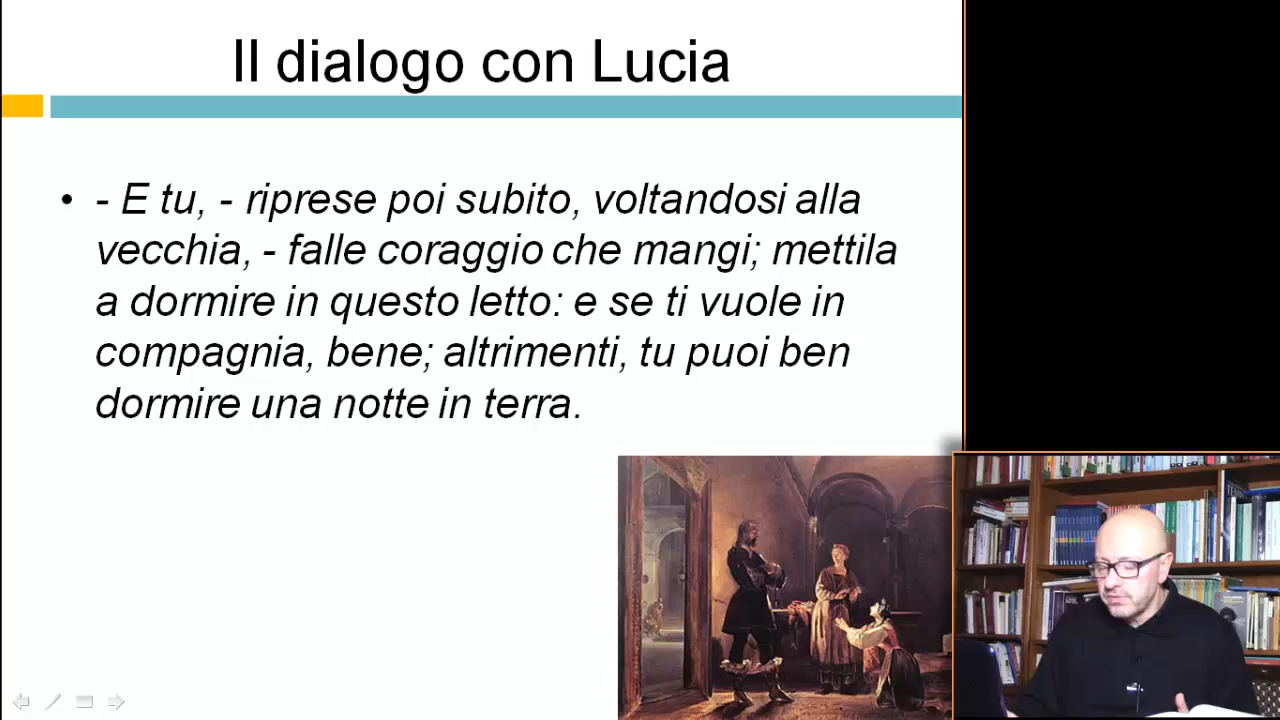 Il dialogo con Lucia
• - E tu, - riprese poi subito, voltandosi alla
vecchia, - falle coraggio che mangi; mettila
a dormire in questo letto: e se ti vuole in
compagnia, bene; altrimenti, tu puoi ben
dormire una notte in terra.